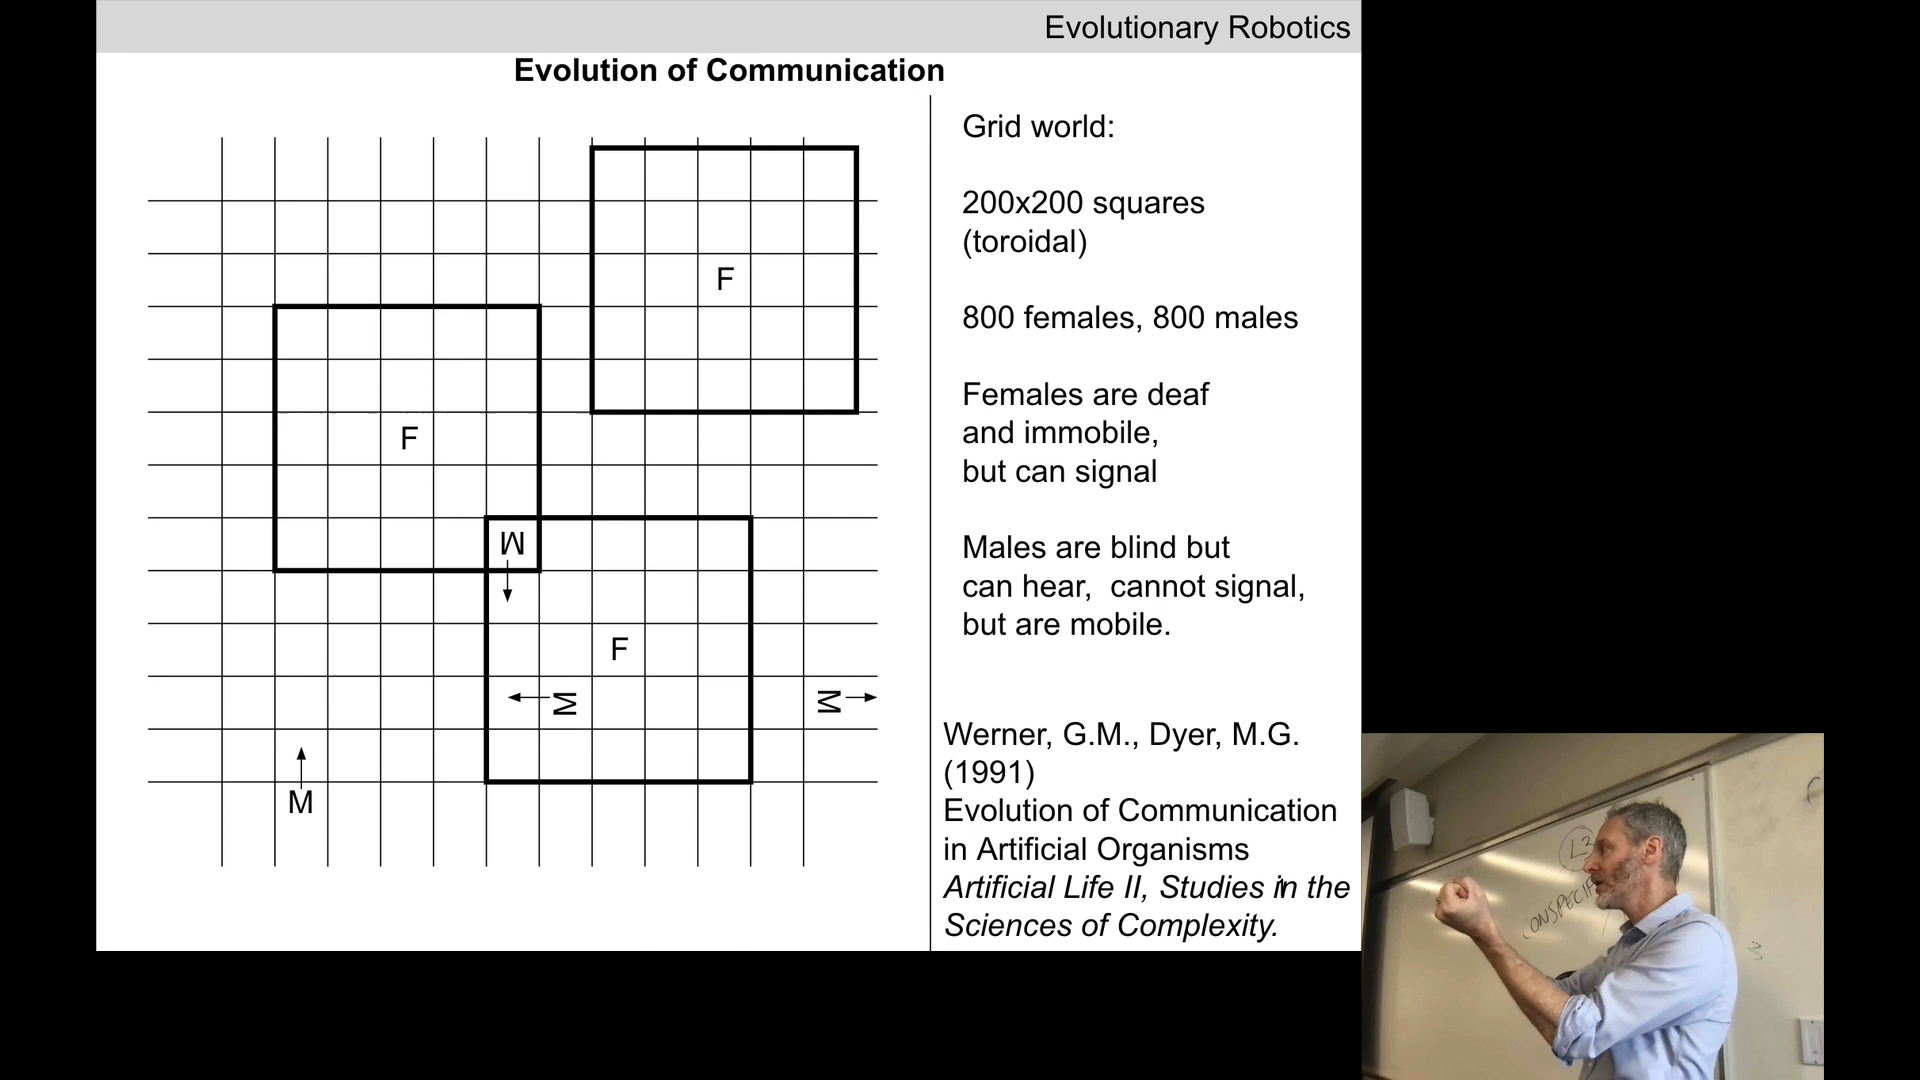 Evolutionary Robotics
Evolution of Communication
F
F
M
F
M
M
M
Grid world:
200x200 squares
(toroidal)
800 females, 800 males
Females are deaf
and immobile,
but can signal
Males are blind but
can hear, cannot signal,
but are mobile.
Werner, G.M., Dyer, M.G.
(1991)
Evolution of Communication
in Artificial Organisms
Artificial Life II, Studies in the
Sciences of Complexity.
L3